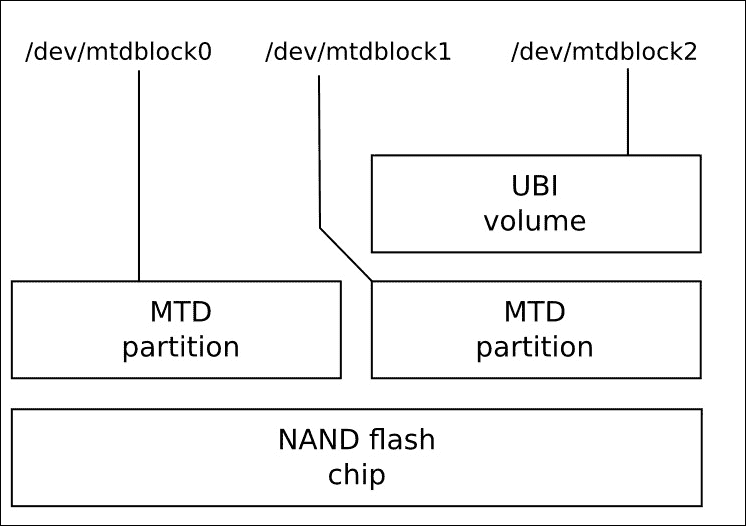 /dev/mtdblock0
/dev/mtdblock1
/dev/mtdblock2
UBI
volume
MTD
partition
MTD
partition
NAND flash
chip